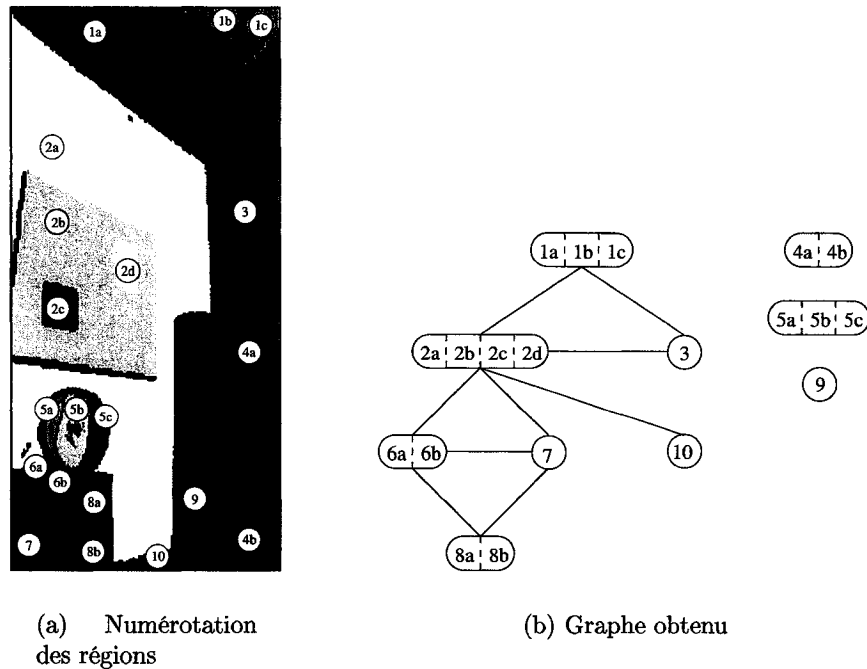 1a 1b 1c
2a
2b
3
2d
2c
4a
5a 5b 5c
6a
6b
8a 9
7 8b 10 4b
1a 1b 1c
4a 4b
5a 5b 5c
2a 2b 2c 2d 3
9
6a 6b 7 10
8a 8b
(a) Numérotation
des régions
(b) Graphe obtenu